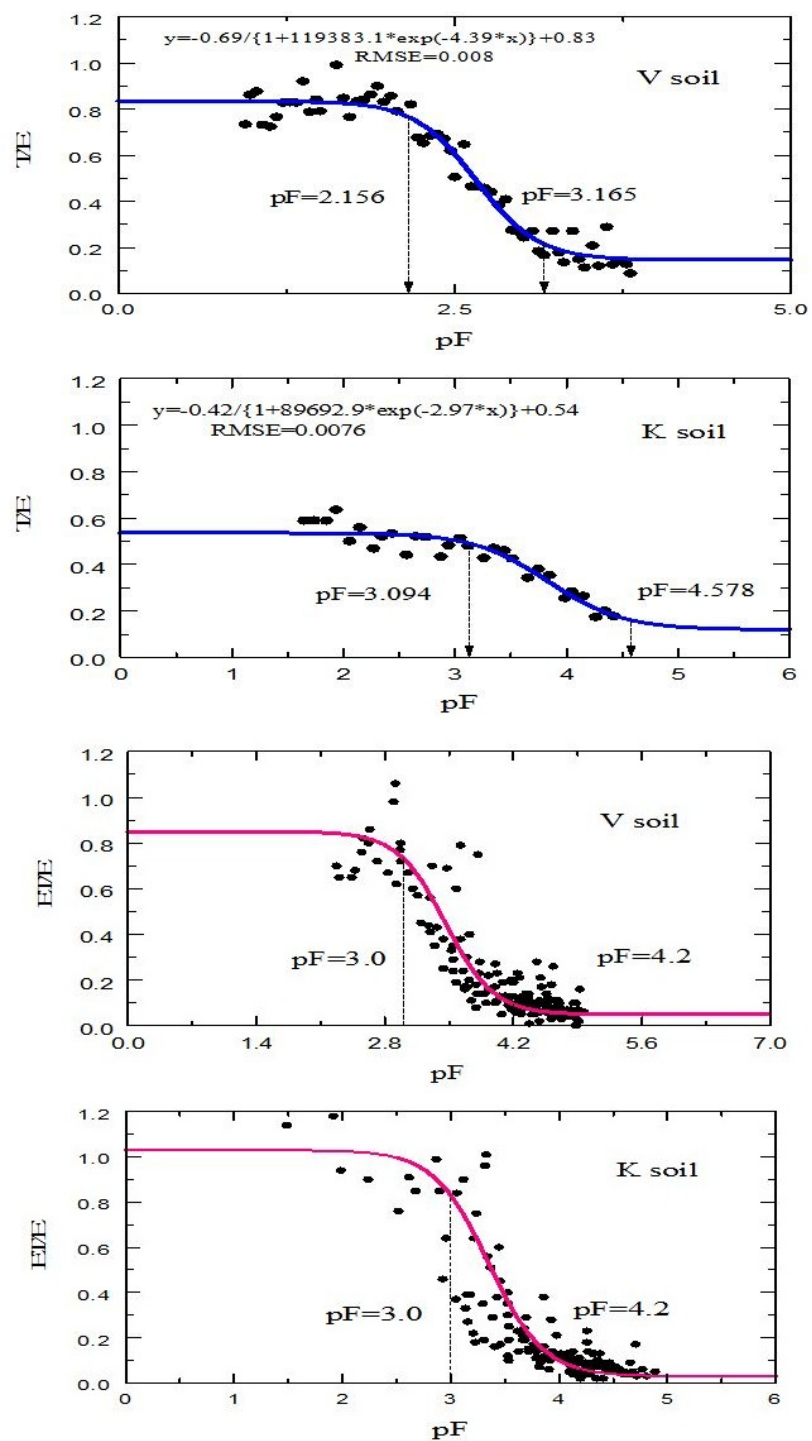 1.2
y=-0.69/{1+119383.1*exp(-4.39*x)}+0.83
RMSE=0.008
V soil
1.0
0.8
T/E
0.6
pF=2.156
pF=3.165
0.4
0.2
0.0
0.0 2.5 5.0
pF
1.2
y=-0.42/{1+89692.9*exp(-2.97*x)}+0.54
RMSE=0.0076
K soil
1.0
0.8
T/E
0.6
0.4
pF=3.094
pF=4.578
0.2
0.0
0 1 2 3 4 5 6
pF
1.2
V soil
1.0
0.8
EI/E
0.6
0.4
pF=3.0
pF=4.2
0.2
0.0
0.0 1.4 2.8 4.2 5.6 7.0
pF
1.2
K soil
1.0
0.8
EI/E
0.6
0.4
pF=3.0
pF=4.2
0.2
0.0
0 1 2 3 4 5 6
pF